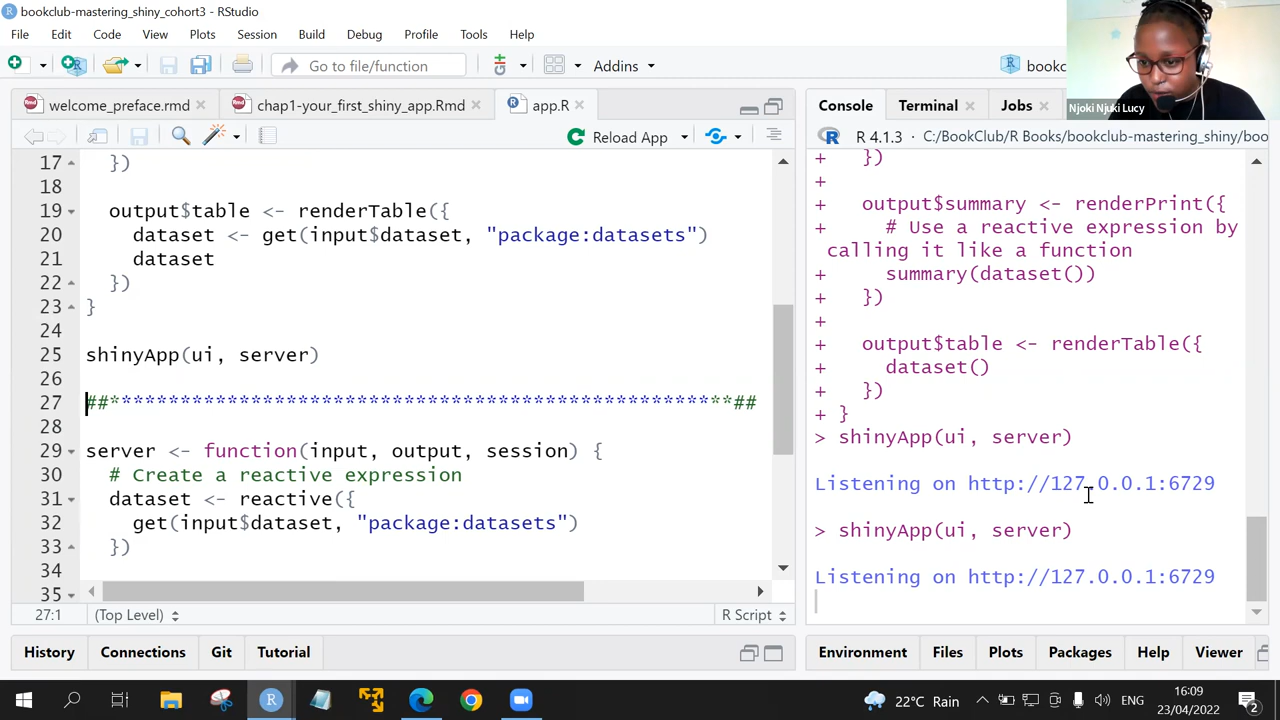 bookclub-mastering_shiny_cohort3 - RStudio
File Edit Code View Plots Session Build Debug Profile Tools Help
Go to file/function
Addins
bookc
Njoki Njuki Lucy
welcome_preface.rmd
chap1-your_first_shiny_app.Rmd
app.R
Reload App
17 })
18
19 output$table <- renderTable({
20 dataset <- get(input$dataset, "package:datasets")
21 dataset
22 })
23 }
24
25 shinyApp(ui, server)
26
27 ##*****************************************************##
28
29 server <- function(input, output, session) {
30 # Create a reactive expression
31 dataset <- reactive({
32 get(input$dataset, "package:datasets")
33 })
34
35
27:1 (Top Level) R Script
History Connections Git Tutorial
Console Terminal Jobs
R 4.1.3 · C:/BookClub/R Books/bookclub-mastering_shiny/boo
+ })
+
+ output$summary <- renderPrint({
+ # Use a reactive expression by
calling it like a function
+ summary(dataset())
+ })
+
+ output$table <- renderTable({
+ dataset()
+ })
+ }
> shinyApp(ui, server)
Listening on http://127.0.0.1:6729
> shinyApp(ui, server)
Listening on http://127.0.0.1:6729
Environment Files Plots Packages Help Viewer
22°C Rain
ENG
16:09
23/04/2022
2